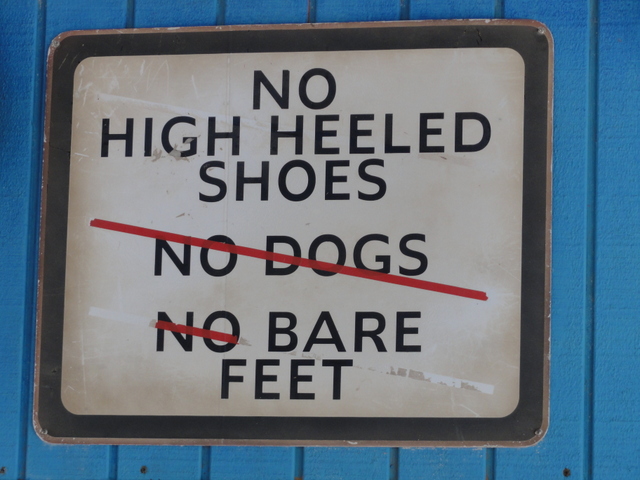 NO
HIGH HEELED
SHOES
NO DOGS
NO BARE
FEET